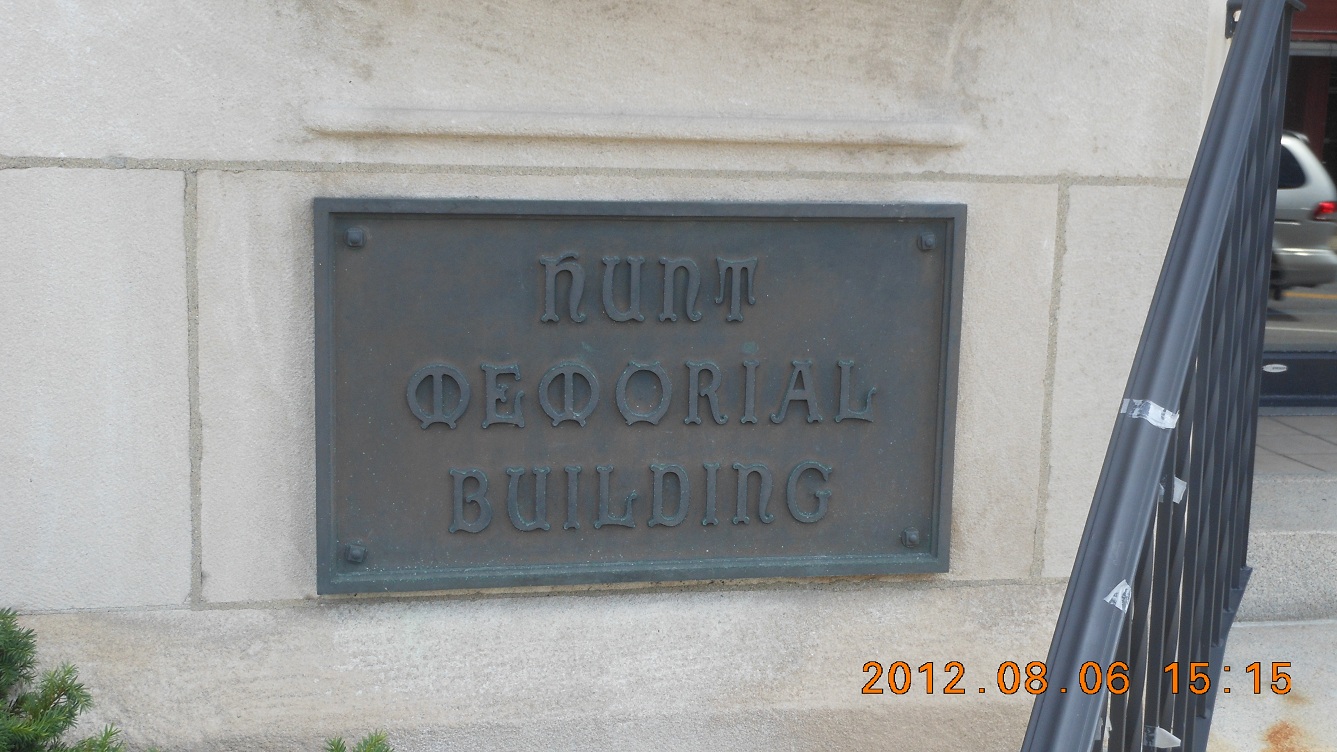 HUNT
MEMORIAL
BUILDING
2012.08.06 15:15